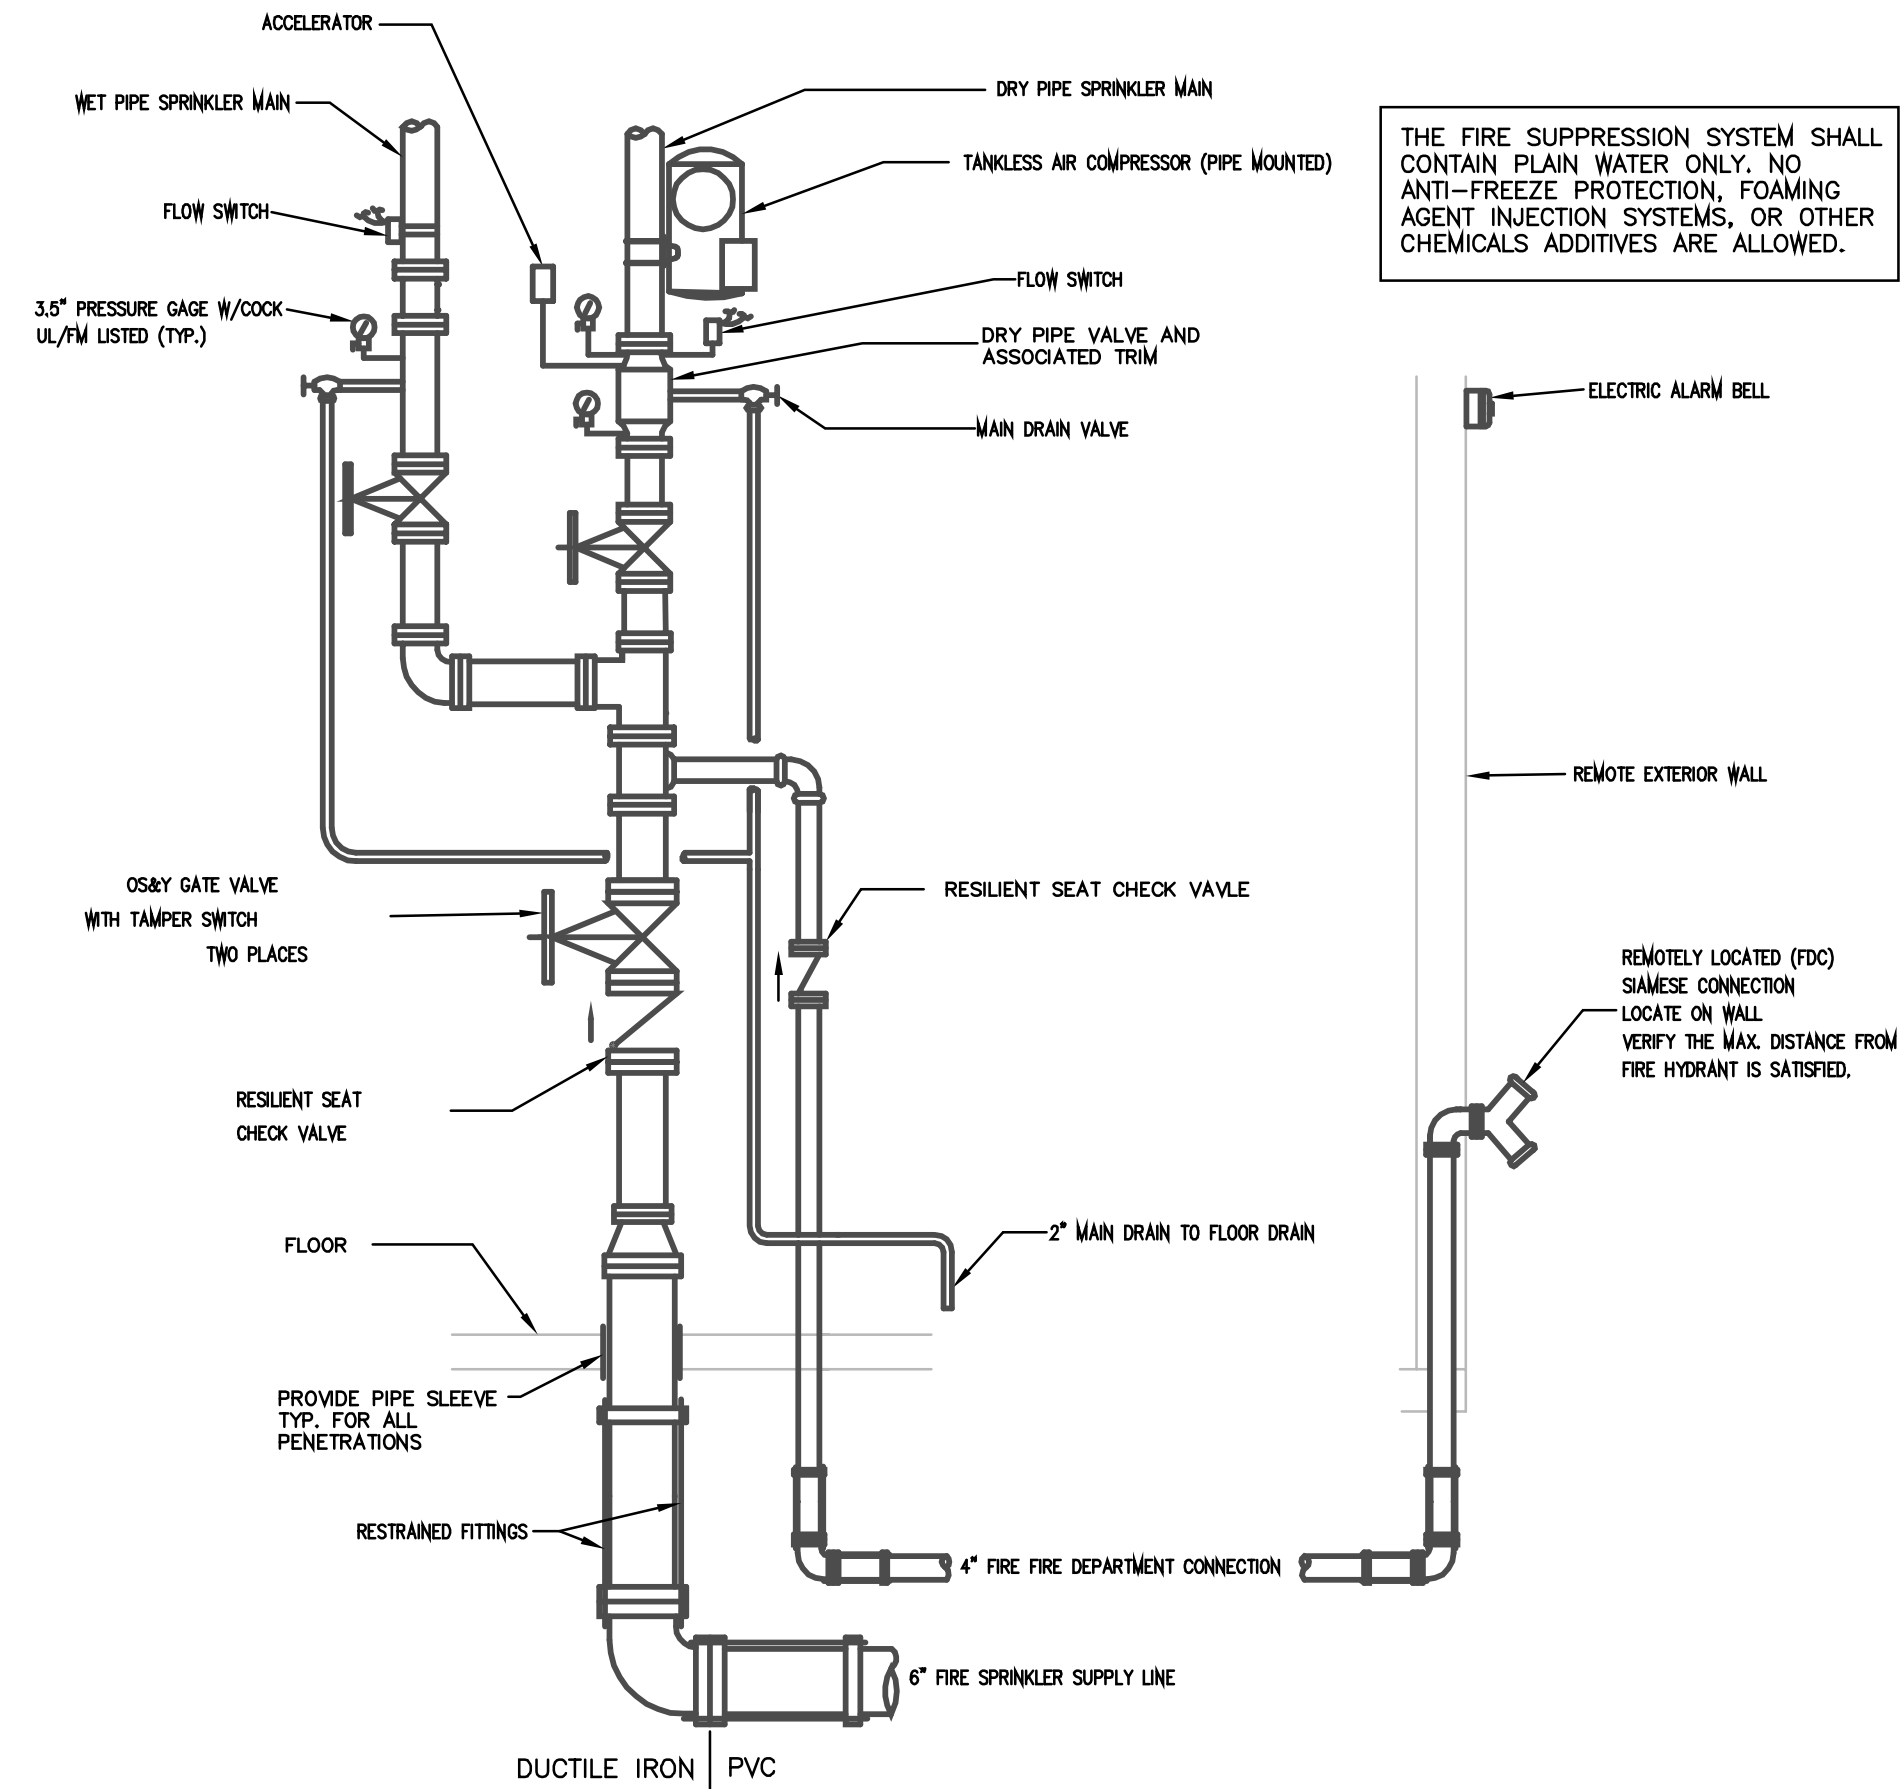 ACCELERATOR
WET PIPE SPRINKLER MAIN
DRY PIPE SPRINKLER MAIN
THE FIRE SUPPRESSION SYSTEM SHALL
CONTAIN PLAIN WATER ONLY. NO
ANTI-FREEZE PROTECTION, FOAMING
AGENT INJECTION SYSTEMS, OR OTHER
CHEMICALS ADDITIVES ARE ALLOWED.
TANKLESS AIR COMPRESSOR (PIPE MOUNTED)
FLOW SWITCH
FLOW SWITCH
3.5" PRESSURE GAGE W/COCK
UL/FM LISTED (TYP.)
DRY PIPE VALVE AND
ASSOCIATED TRIM
ELECTRIC ALARM BELL
MAIN DRAIN VALVE
REMOTE EXTERIOR WALL
OS&Y GATE VALVE
WITH TAMPER SWITCH
TWO PLACES
RESILIENT SEAT CHECK VAVLE
REMOTELY LOCATED (FDC)
SIAMESE CONNECTION
LOCATE ON WALL
VERIFY THE MAX. DISTANCE FROM
FIRE HYDRANT IS SATISFIED.
RESILIENT SEAT
CHECK VALVE
FLOOR
2" MAIN DRAIN TO FLOOR DRAIN
PROVIDE PIPE SLEEVE
TYP. FOR ALL
PENETRATIONS
RESTRAINED FITTINGS
4" FIRE FIRE DEPARTMENT CONNECTION
6" FIRE SPRINKLER SUPPLY LINE
DUCTILE IRON
PVC